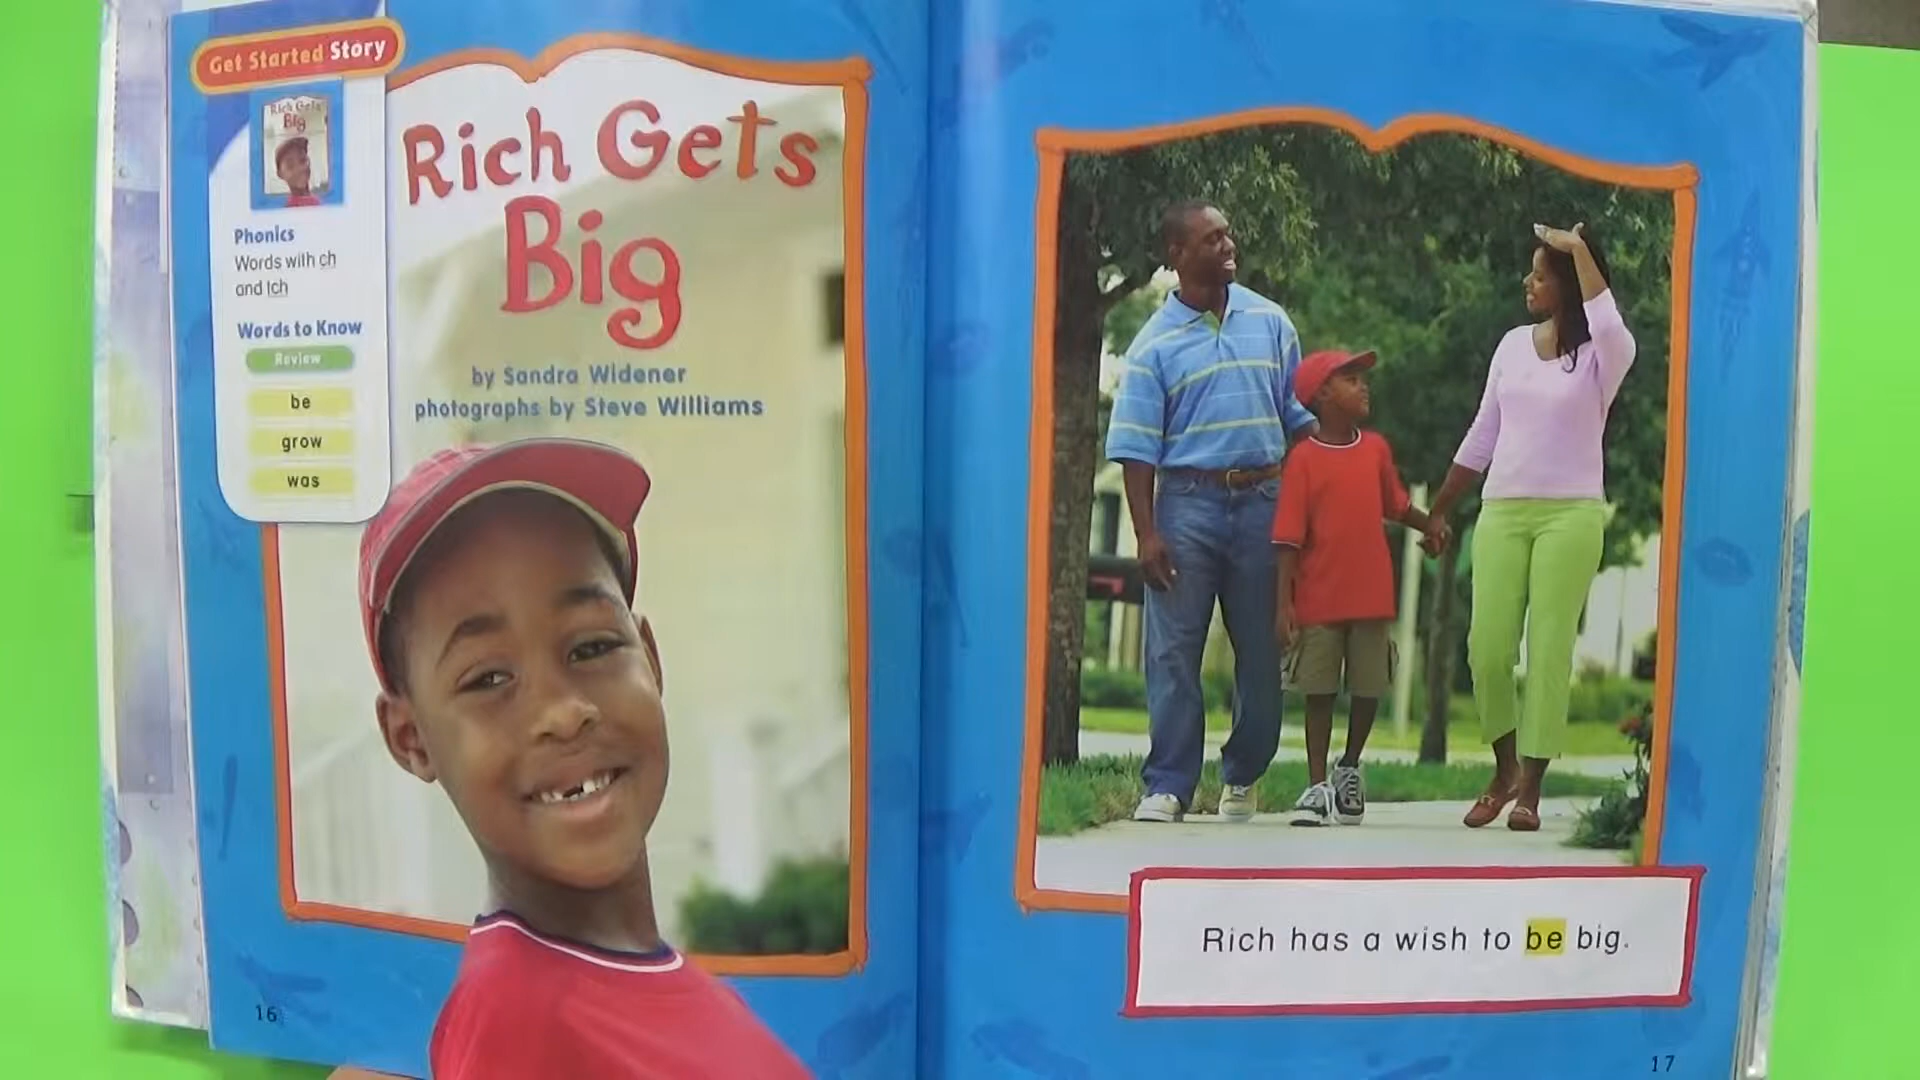 Get Started Story
Rich Gets
Big
Phonics
Words with ch
and tch
Words to Know
Review
be
grow
was
Rich Gets
Big
by Sandra Widener
photographs by Steve Williams
16
Rich has a wish to be big.
17